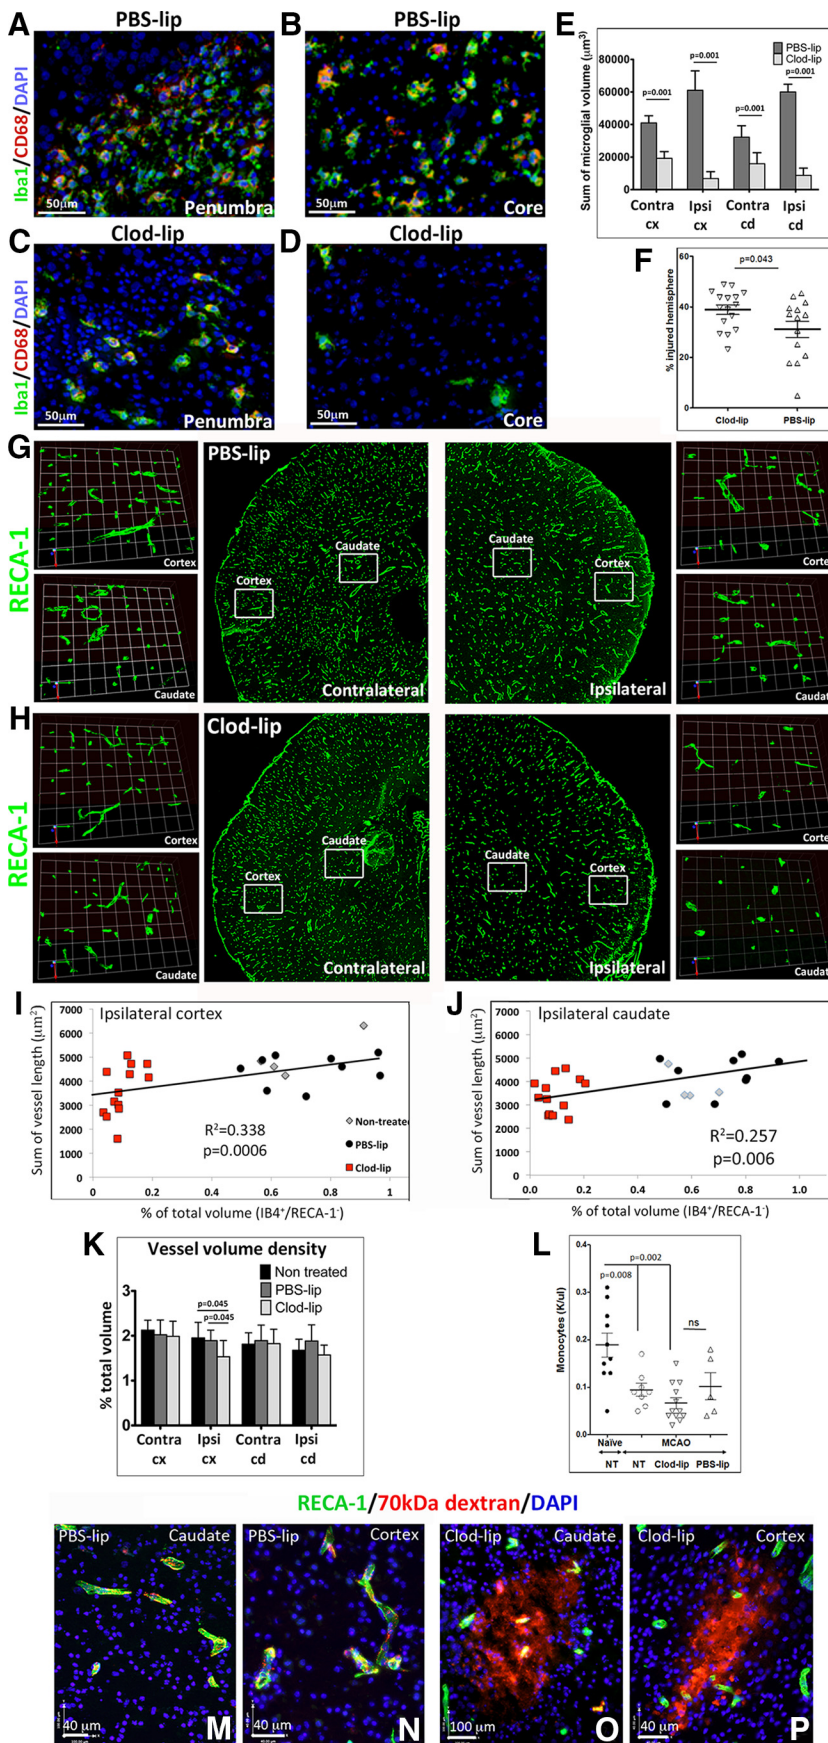 A
PBS-lip
Iba1/CD68/DAPI
50µm
Penumbra
B
PBS-lip
50µm
Core
C
Clod-lip
Iba1/CD68/DAPI
50µm
Penumbra
D
Clod-lip
50µm
Core
E
Sum of microglial volume (µm³)
80000
60000
40000
20000
0
PBS-lip
Clod-lip
p=0.001
p=0.001
p=0.001
p=0.001
Contra cx
Ipsi cx
Contra cd
Ipsi cd
F
% injured hemisphere
60
40
20
0
p=0.043
Clod-lip
PBS-lip
G
RECA-1
Cortex
Caudate
PBS-lip
Caudate
Cortex
Contralateral
Caudate
Cortex
Ipsilateral
Cortex
Caudate
H
RECA-1
Cortex
Caudate
Clod-lip
Caudate
Cortex
Contralateral
Caudate
Cortex
Ipsilateral
Cortex
Caudate
I
Ipsilateral cortex
Sum of vessel length (µm²)
7000
6000
5000
4000
3000
2000
1000
0
0
0.2
0.4
0.6
0.8
1
R²=0.338
p=0.0006
Non-treated
PBS-lip
Clod-lip
% of total volume (IB4⁺/RECA-1⁻)
J
Ipsilateral caudate
Sum of vessel length (µm²)
7000
6000
5000
4000
3000
2000
1000
0
0.0
0.2
0.4
0.6
0.8
1.0
R²=0.257
p=0.006
% of total volume (IB4⁺/RECA-1⁻)
K
Vessel volume density
% total volume
3
2
1
0
Non treated
PBS-lip
Clod-lip
p=0.045
p=0.045
Contra cx
Ipsi cx
Contra cd
Ipsi cd
L
Monocytes (K/ul)
0.4
0.3
0.2
0.1
0.0
p=0.002
p=0.008
ns
Naïve
MCAO
NT
NT
Clod-lip
PBS-lip
RECA-1/70kDa dextran/DAPI
PBS-lip
Caudate
40 µm
M
PBS-lip
Cortex
40 µm
N
Clod-lip
Caudate
100 µm
O
Clod-lip
Cortex
40 µm
P